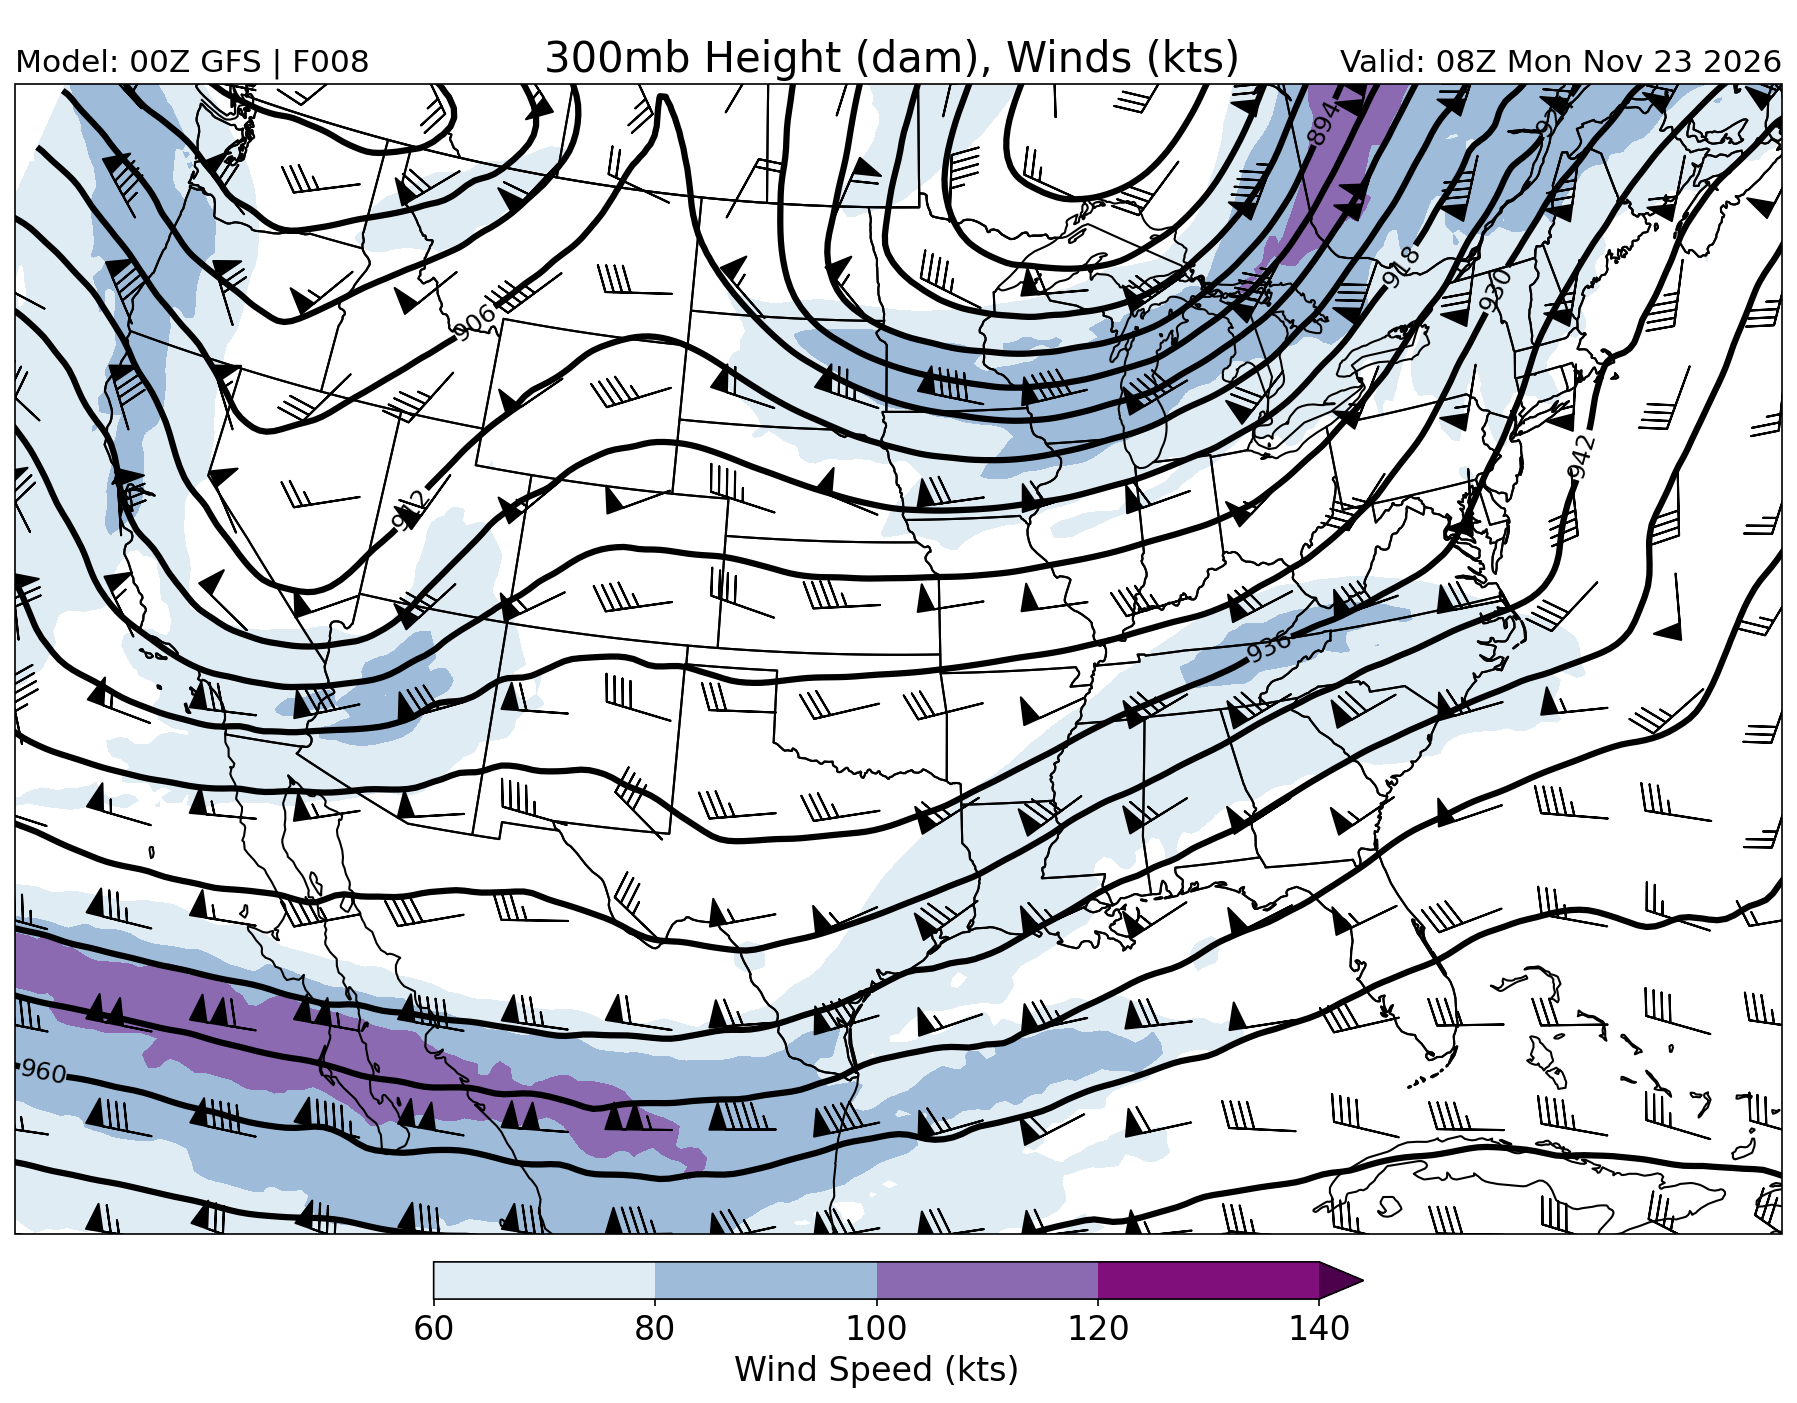 Model: 00Z GFS | F008
300mb Height (dam), Winds (kts)
Valid: 08Z Mon Nov 23 2026
894
918
930
906
942
912
936
960
60 80 100 120 140
Wind Speed (kts)